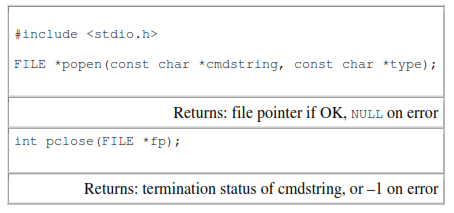 #include <stdio.h>
FILE *popen(const char *cmdstring, const char *type);
Returns: file pointer if OK, NULL on error
int pclose(FILE *fp);
Returns: termination status of cmdstring, or –1 on error